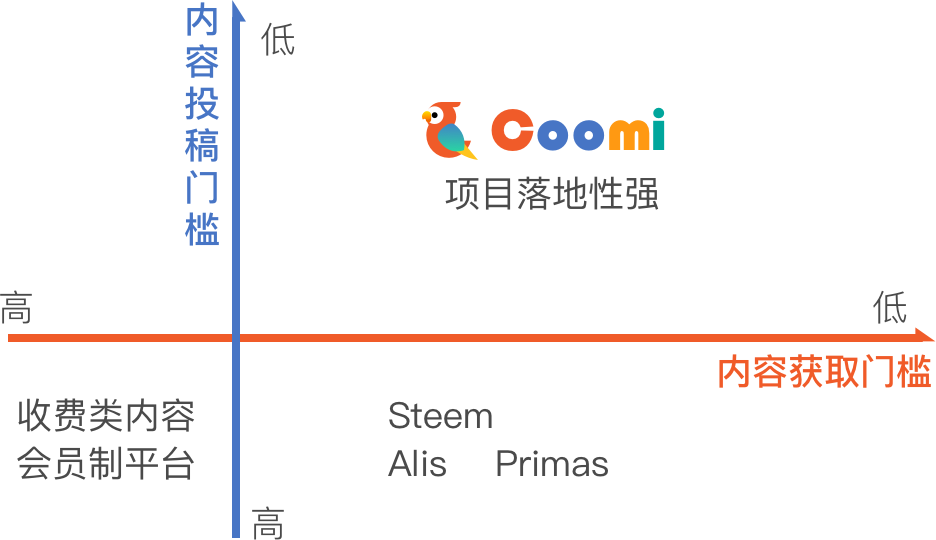 内容投稿门槛
低
Coomi
项目落地性强
高
低
内容获取门槛
收费类内容
会员制平台
Steem
Alis Primas
高